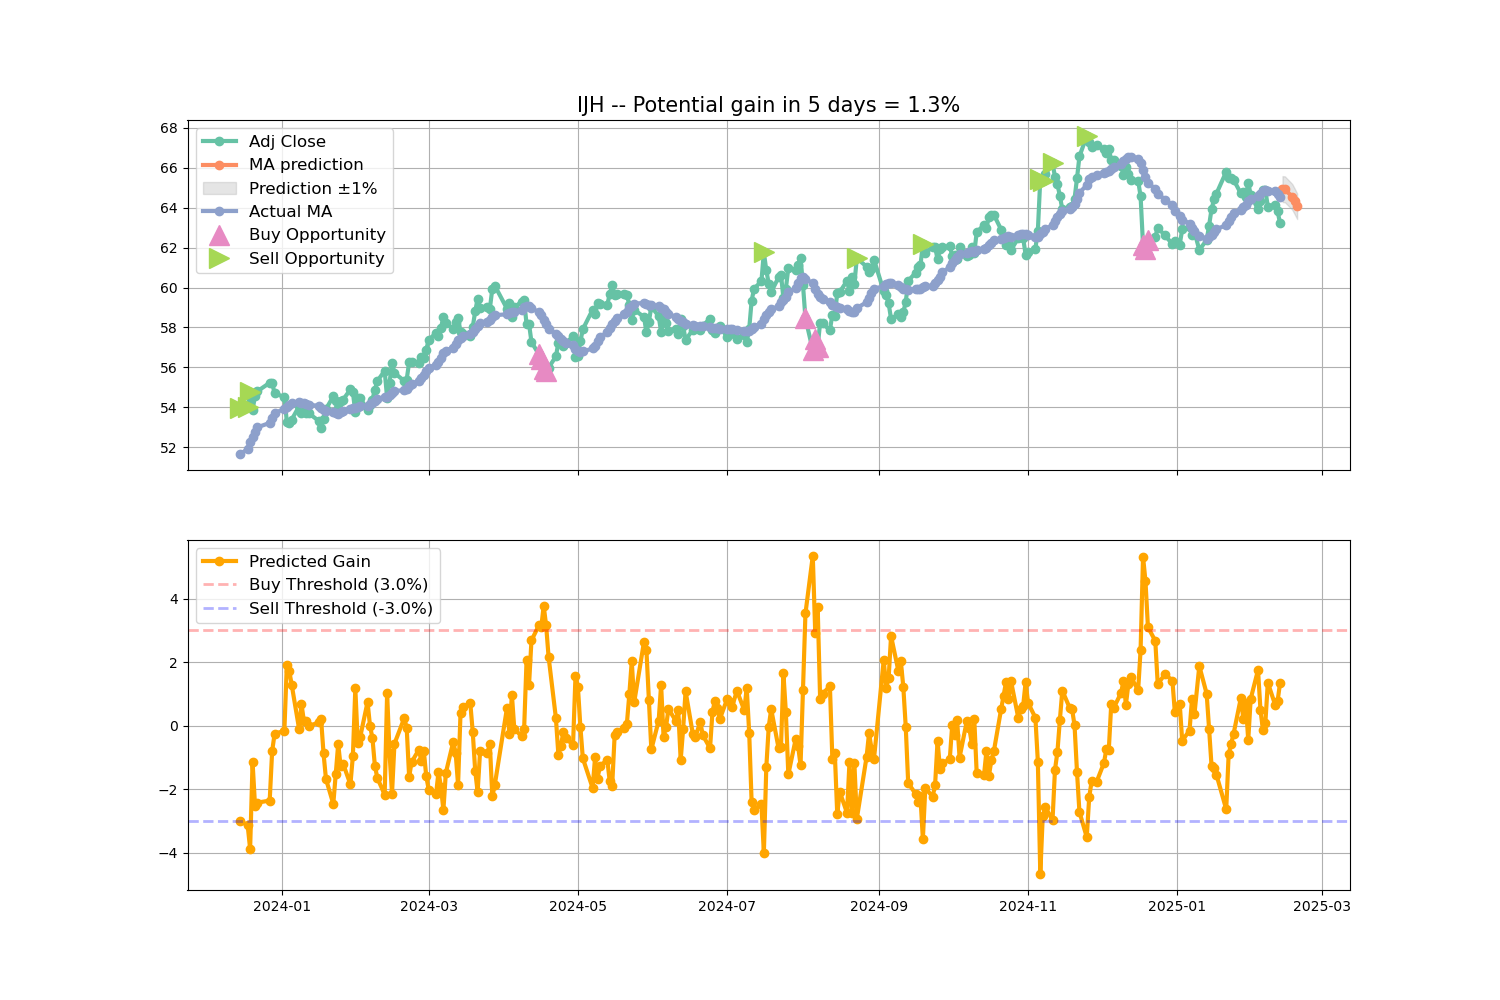 IJH -- Potential gain in 5 days = 1.3%
68
66
64
62
60
58
56
54
52
Adj Close
MA prediction
Prediction ±1%
Actual MA
Buy Opportunity
Sell Opportunity
4
2
0
−2
−4
Predicted Gain
Buy Threshold (3.0%)
Sell Threshold (-3.0%)
2024-01
2024-03
2024-05
2024-07
2024-09
2024-11
2025-01
2025-03